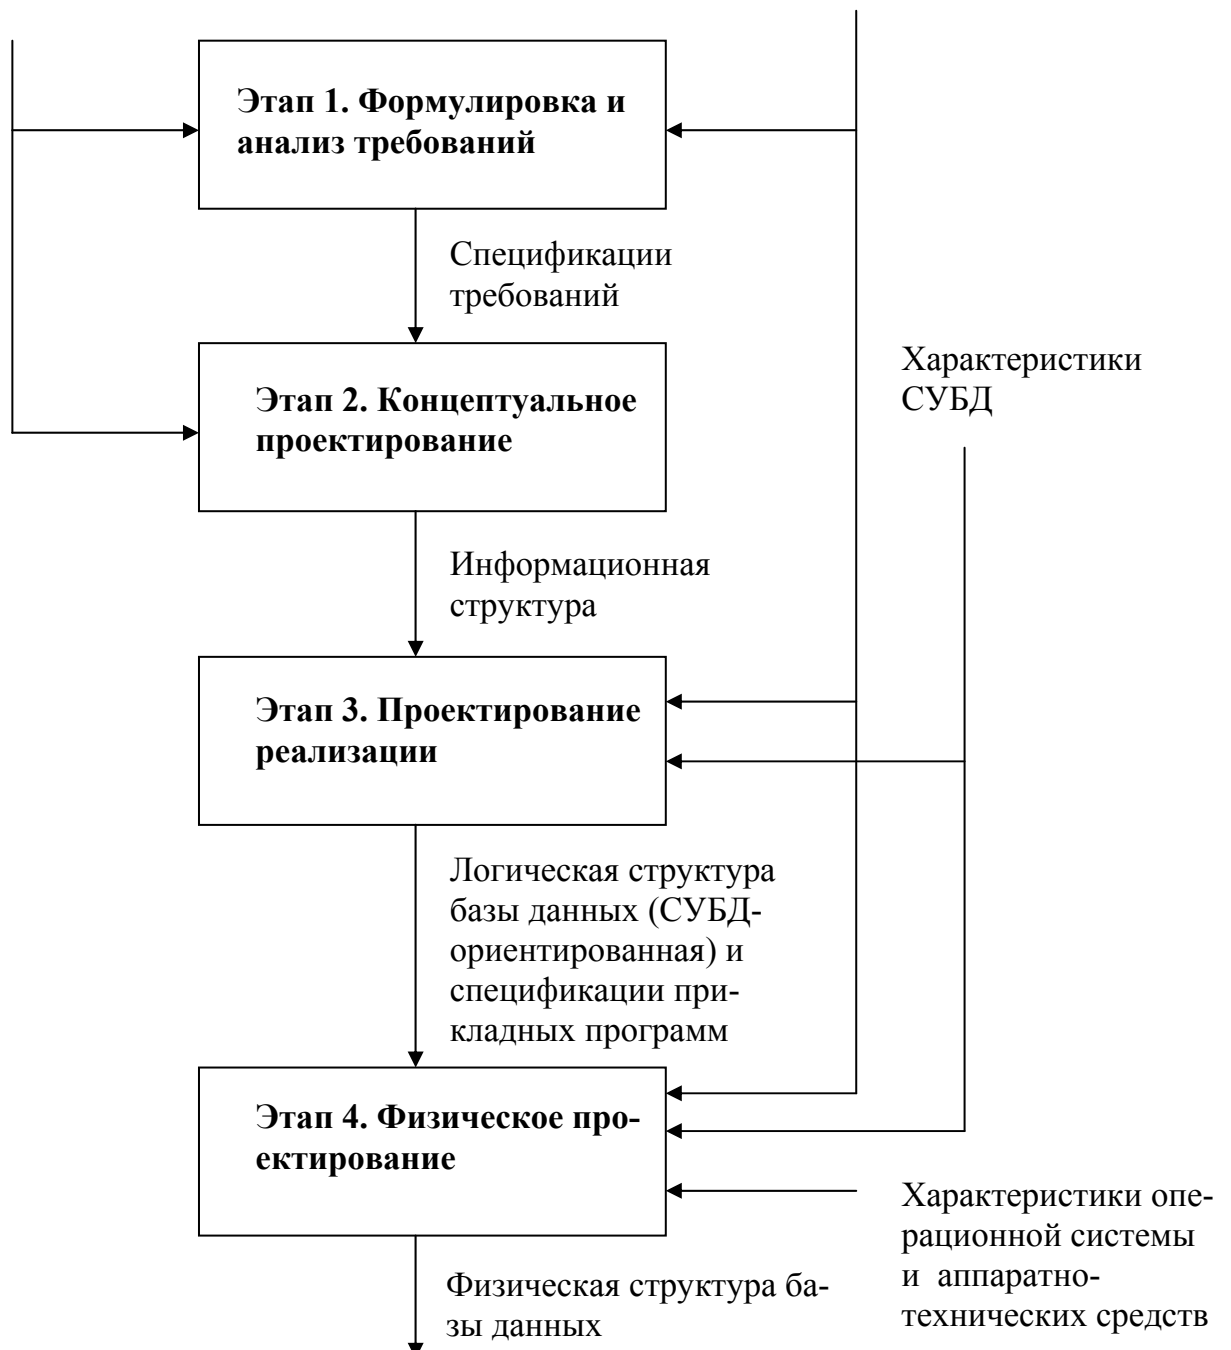 Этап 1. Формулировка и
анализ требований
Спецификации
требований
Характеристики
СУБД
Этап 2. Концептуальное
проектирование
Информационная
структура
Этап 3. Проектирование
реализации
Логическая структура
базы данных (СУБД-
ориентированная) и
спецификации при-
кладных программ
Этап 4. Физическое про-
ектирование
Характеристики опе-
рационной системы
и аппаратно-
технических средств
Физическая структура ба-
зы данных